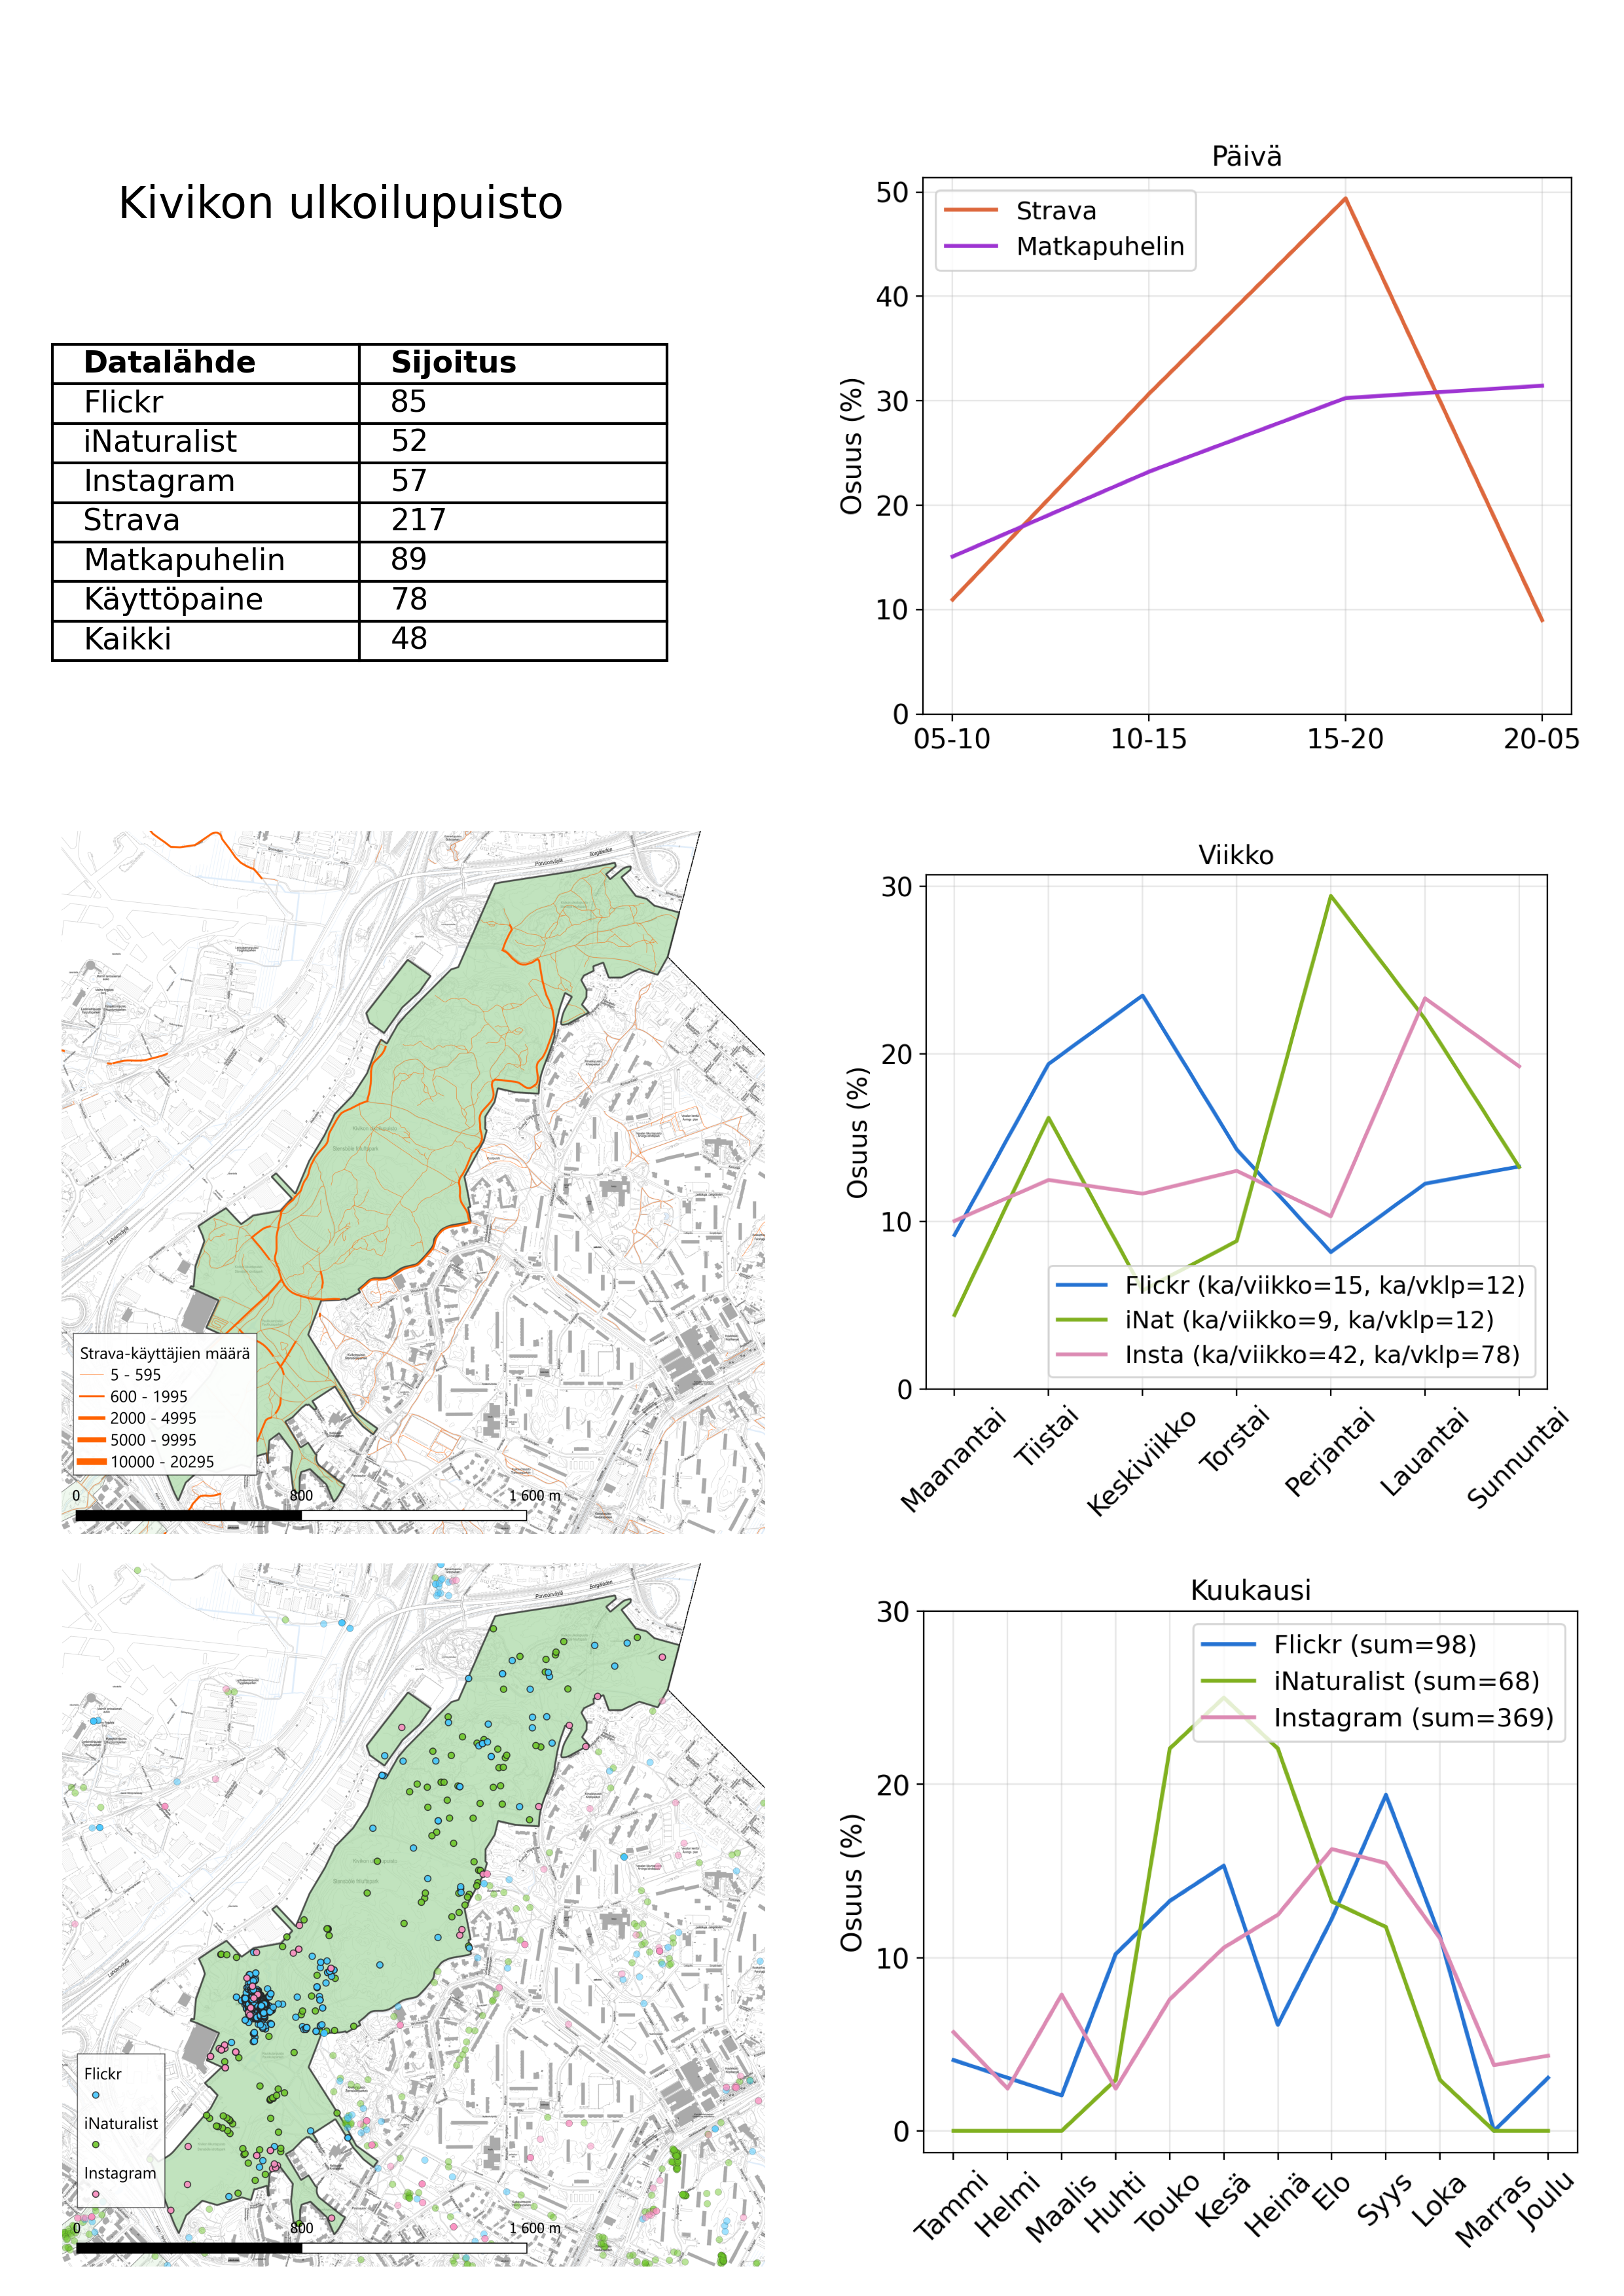 Kivikon ulkoilupuisto
Datalähde Sijoitus
Flickr 85
iNaturalist 52
Instagram 57
Strava 217
Matkapuhelin 89
Käyttöpaine 78
Kaikki 48
Päivä
Strava
Matkapuhelin
Osuus (%)
50
40
30
20
10
0
05-10 10-15 15-20 20-05
Porvoonväylä Borgåleden
Lahdenväylä
Strava-käyttäjien määrä
5 - 595
600 - 1995
2000 - 4995
5000 - 9995
10000 - 20295
0 800 1 600 m
Viikko
Osuus (%)
30
20
10
0
Flickr (ka/viikko=15, ka/vklp=12)
iNat (ka/viikko=9, ka/vklp=12)
Insta (ka/viikko=42, ka/vklp=78)
Maanantai Tiistai Keskiviikko Torstai Perjantai Lauantai Sunnuntai
Porvoonväylä Borgåleden
Lahdenväylä
Flickr
iNaturalist
Instagram
0 800 1 600 m
Kuukausi
Flickr (sum=98)
iNaturalist (sum=68)
Instagram (sum=369)
Osuus (%)
30
20
10
0
Tammi Helmi Maalis Huhti Touko Kesä Heinä Elo Syys Loka Marras Joulu